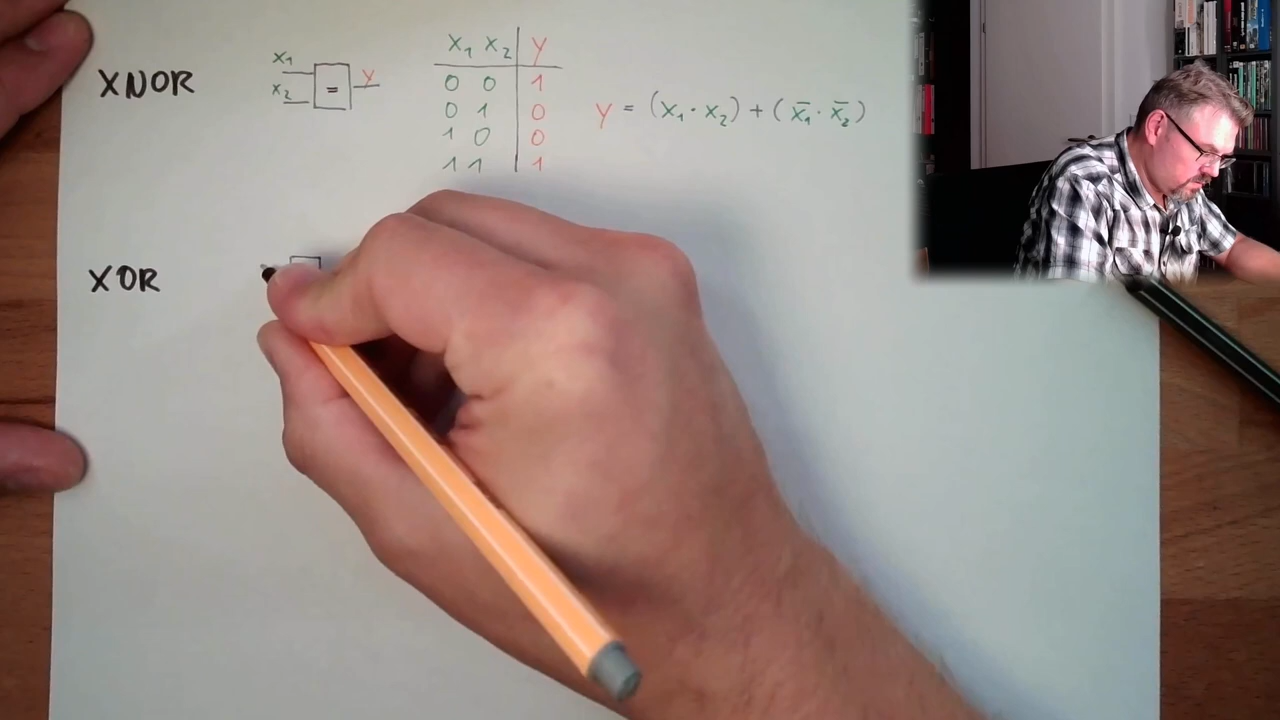 XNOR
x₁
x₂
=
y
x₁ x₂ y
0 0 1
0 1 0
1 0 0
1 1 1
y = (x₁ · x₂) + (x̄₁ · x̄₂)
XOR